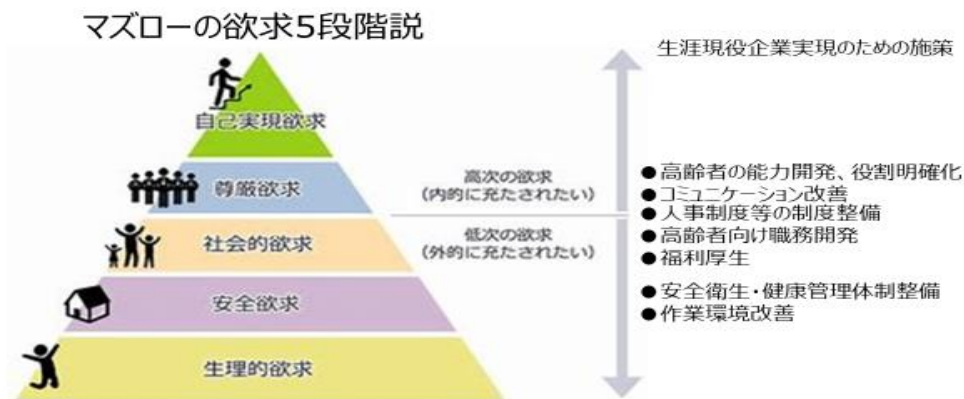 マズローの欲求5段階説
生涯現役企業実現のための施策
自己実現欲求
尊厳欲求
社会的欲求
安全欲求
生理的欲求
高次の欲求
(内的に充たされたい)
低次の欲求
(外的に充たされたい)
●高齢者の能力開発、役割明確化
●コミュニケーション改善
●人事制度等の制度整備
●高齢者向け職務開発
●福利厚生
●安全衛生・健康管理体制整備
●作業環境改善